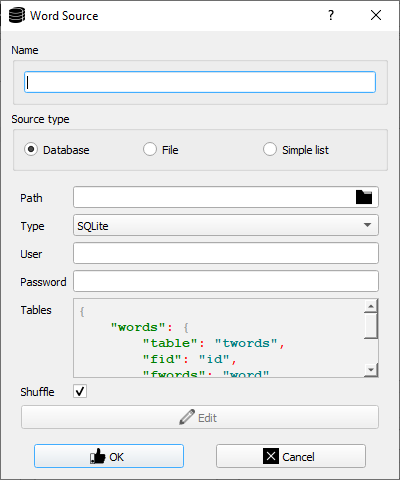 Word Source
Name
Source type
Database File Simple list
Path
Type SQLite
User
Password
Tables {
"words": {
"table": "twords",
"fid": "id",
"fwords": "word"
Shuffle
Edit
OK Cancel